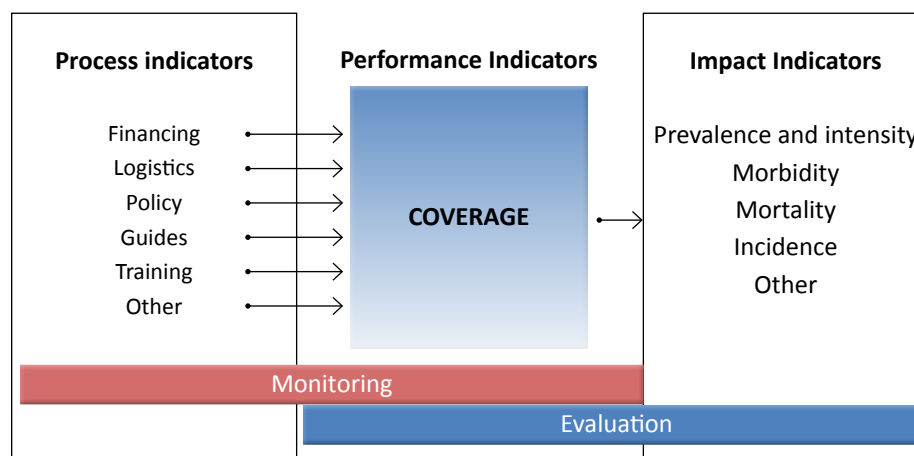 Process indicators
Financing
Logistics
Policy
Guides
Training
Other
Performance Indicators
COVERAGE
Impact Indicators
Prevalence and intensity
Morbidity
Mortality
Incidence
Other
Monitoring
Evaluation